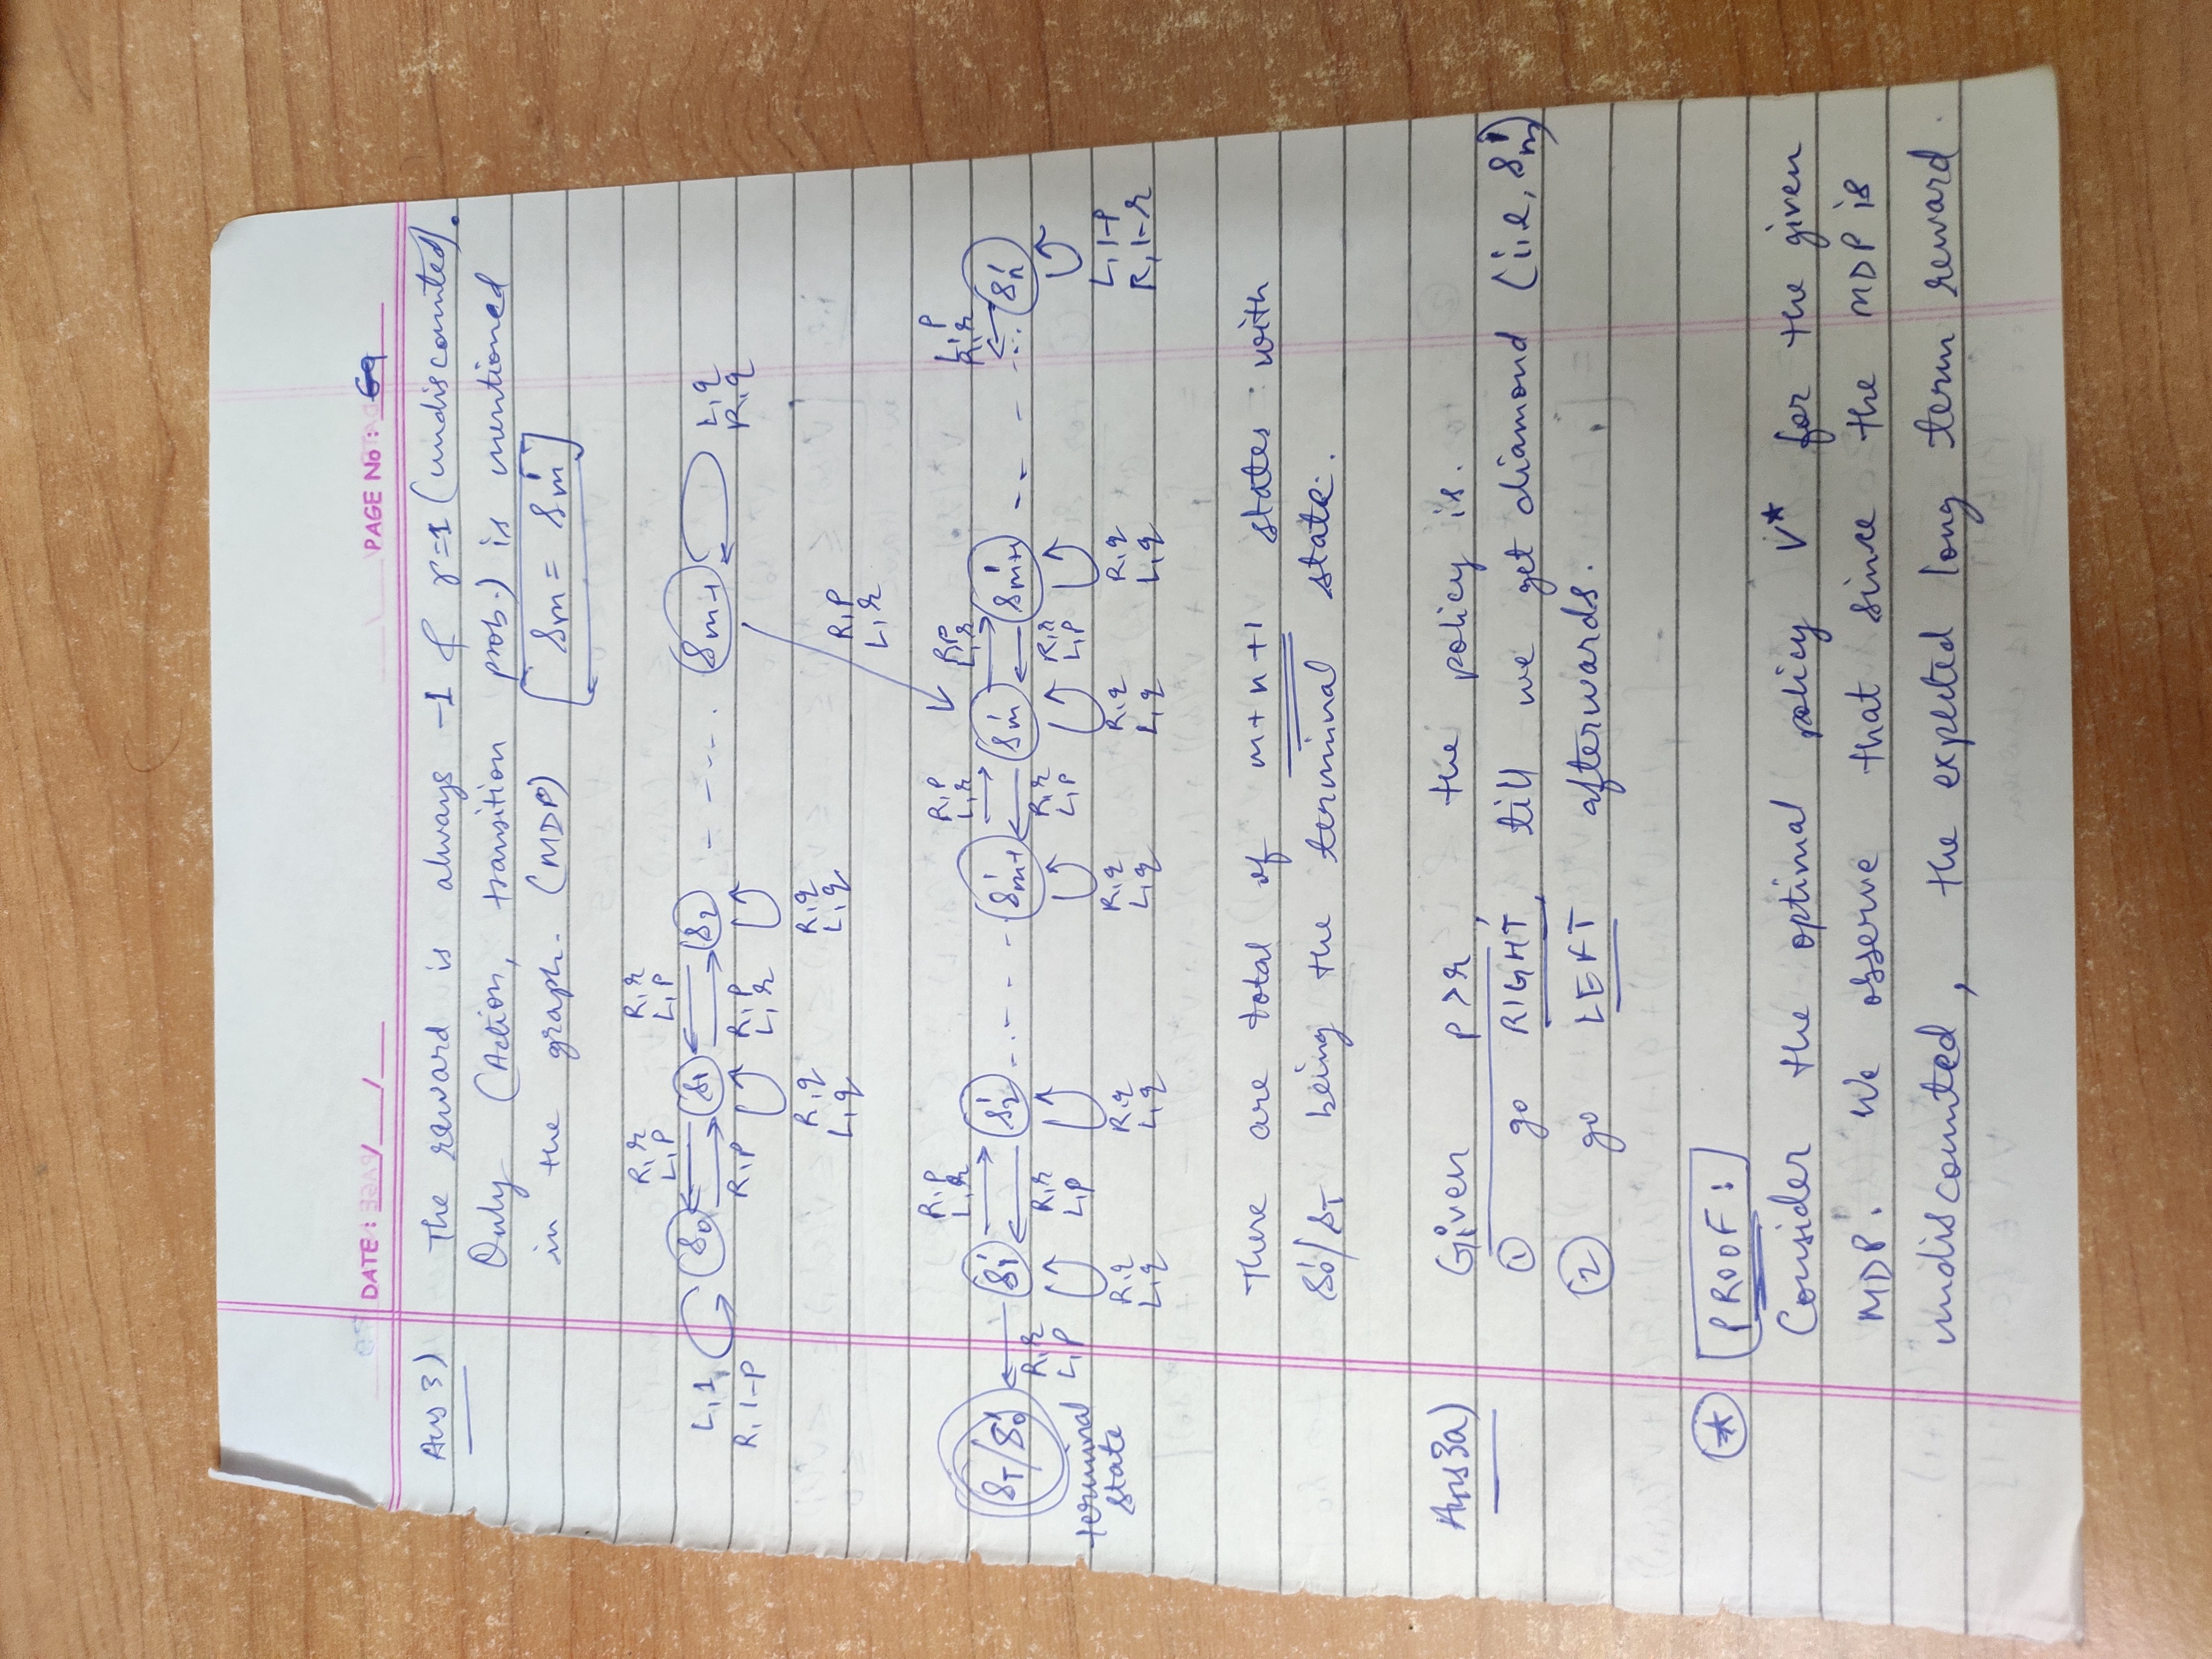 DATE : ___/___/___
PAGE No : 69
Ans 3) The reward is always -1 & γ=1 (undiscounted).
Only (Action, transition prob.) is mentioned
in the graph. (MDP) [ Sm = S'm ]
R,r R,r
L,p L,p
L,1 S0 S1 S2 - - - - . Sm-1 L,q
R,1-p R,p R,p R,q
L,r
R,q R,q
L,q L,q
R,p
L,r
R,p R,p R,p L,p
L,r L,r L,r R,r
ST/S'0 S'1 S'2 - - - - S'm-1 S'm S'm+1 - - - - S'n
R,r R,r R,r R,r
L,p L,p L,p L,p
terminal
state
R,q R,q R,q R,q R,q L,1-p
L,q L,q L,q L,q L,q R,1-r
There are total of m+n+1 states with
S'0/ST being the terminal state.
Ans3a) Given p>r, the policy is.
① go RIGHT, till we get diamond (i.e, S'm)
② go LEFT afterwards.
* PROOF:
Consider the optimal policy V* for the given
MDP. We observe that since the MDP is
undiscounted, the expected long term reward